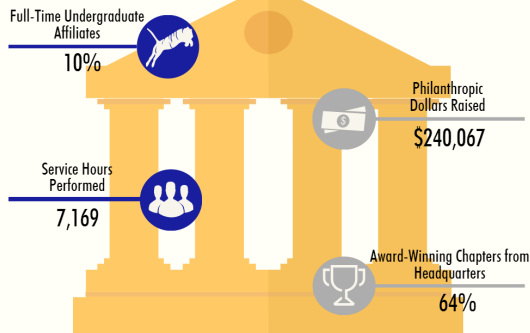 Full-Time Undergraduate
Affiliates
10%
Philanthropic
Dollars Raised
$
$240,067
Service Hours
Performed
7,169
Award-Winning Chapters from
Headquarters
64%